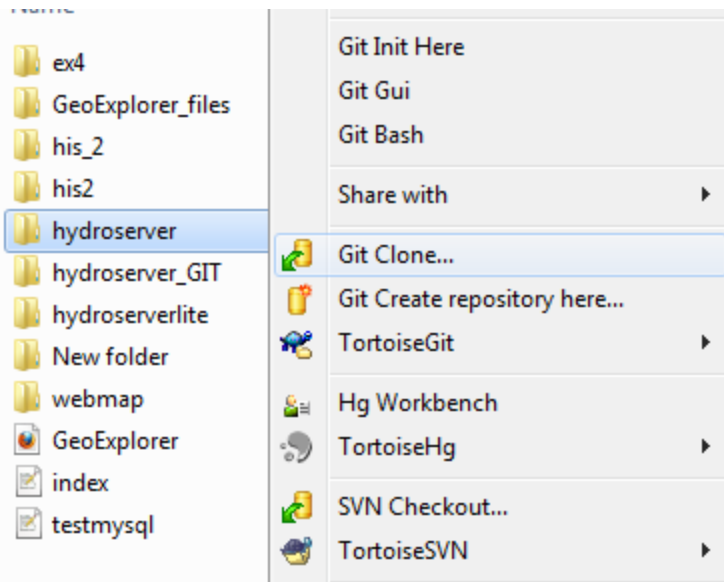 Name
ex4
GeoExplorer_files
his_2
his2
hydroserver
hydroserver_GIT
hydroserverlite
New folder
webmap
GeoExplorer
index
testmysql
Git Init Here
Git Gui
Git Bash
Share with
Git Clone...
Git Create repository here...
TortoiseGit
Hg Workbench
TortoiseHg
SVN Checkout...
TortoiseSVN